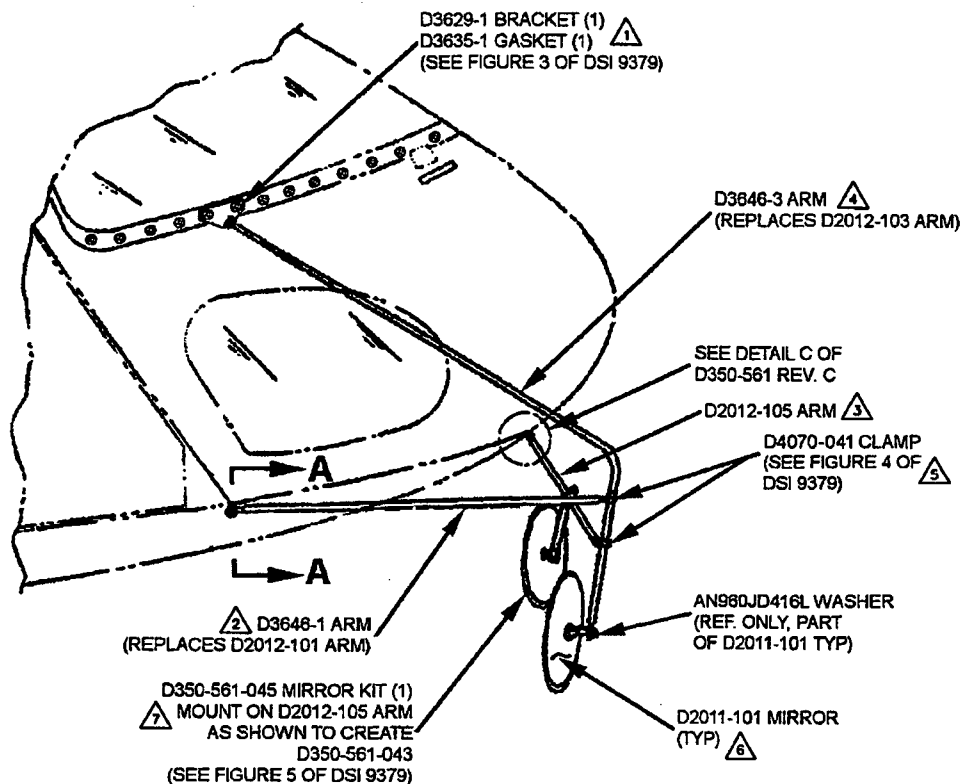 D3629-1 BRACKET (1)
D3635-1 GASKET (1) 1
(SEE FIGURE 3 OF DSI 9379)
D3646-3 ARM 4
(REPLACES D2012-103 ARM)
SEE DETAIL C OF
D350-561 REV. C
D2012-105 ARM 3
D4070-041 CLAMP
(SEE FIGURE 4 OF 5
DSI 9379)
A
A
AN960JD416L WASHER
(REF. ONLY, PART
OF D2011-101 TYP)
2 D3646-1 ARM
(REPLACES D2012-101 ARM)
D350-561-045 MIRROR KIT (1)
7 MOUNT ON D2012-105 ARM
AS SHOWN TO CREATE
D350-561-043
(SEE FIGURE 5 OF DSI 9379)
D2011-101 MIRROR
(TYP) 6